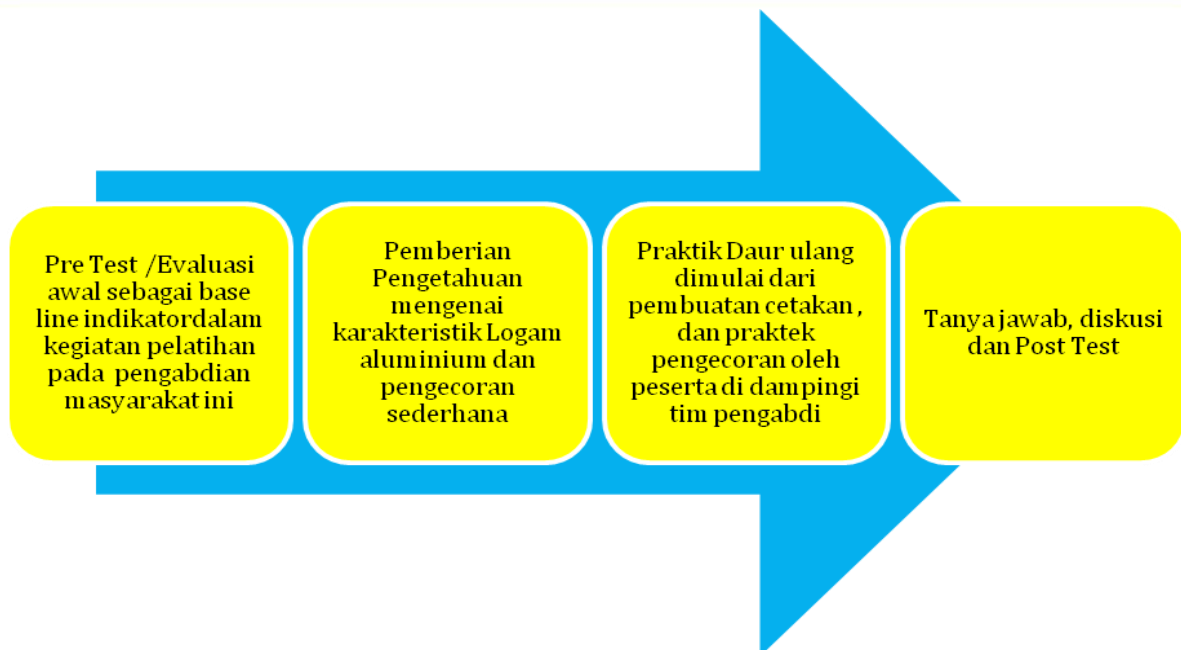 Pre Test /Evaluasi
awal sebagai base
line indikatordalam
kegiatan pelatihan
pada pengabdian
masyarakat ini
Pemberian
Pengetahuan
mengenai
karakteristik Logam
aluminium dan
pengecoran
sederhana
Praktik Daur ulang
dimulai dari
pembuatan cetakan ,
dan praktek
pengecoran oleh
peserta di dampingi
tim pengabdi
Tanya jawab, diskusi
dan Post Test